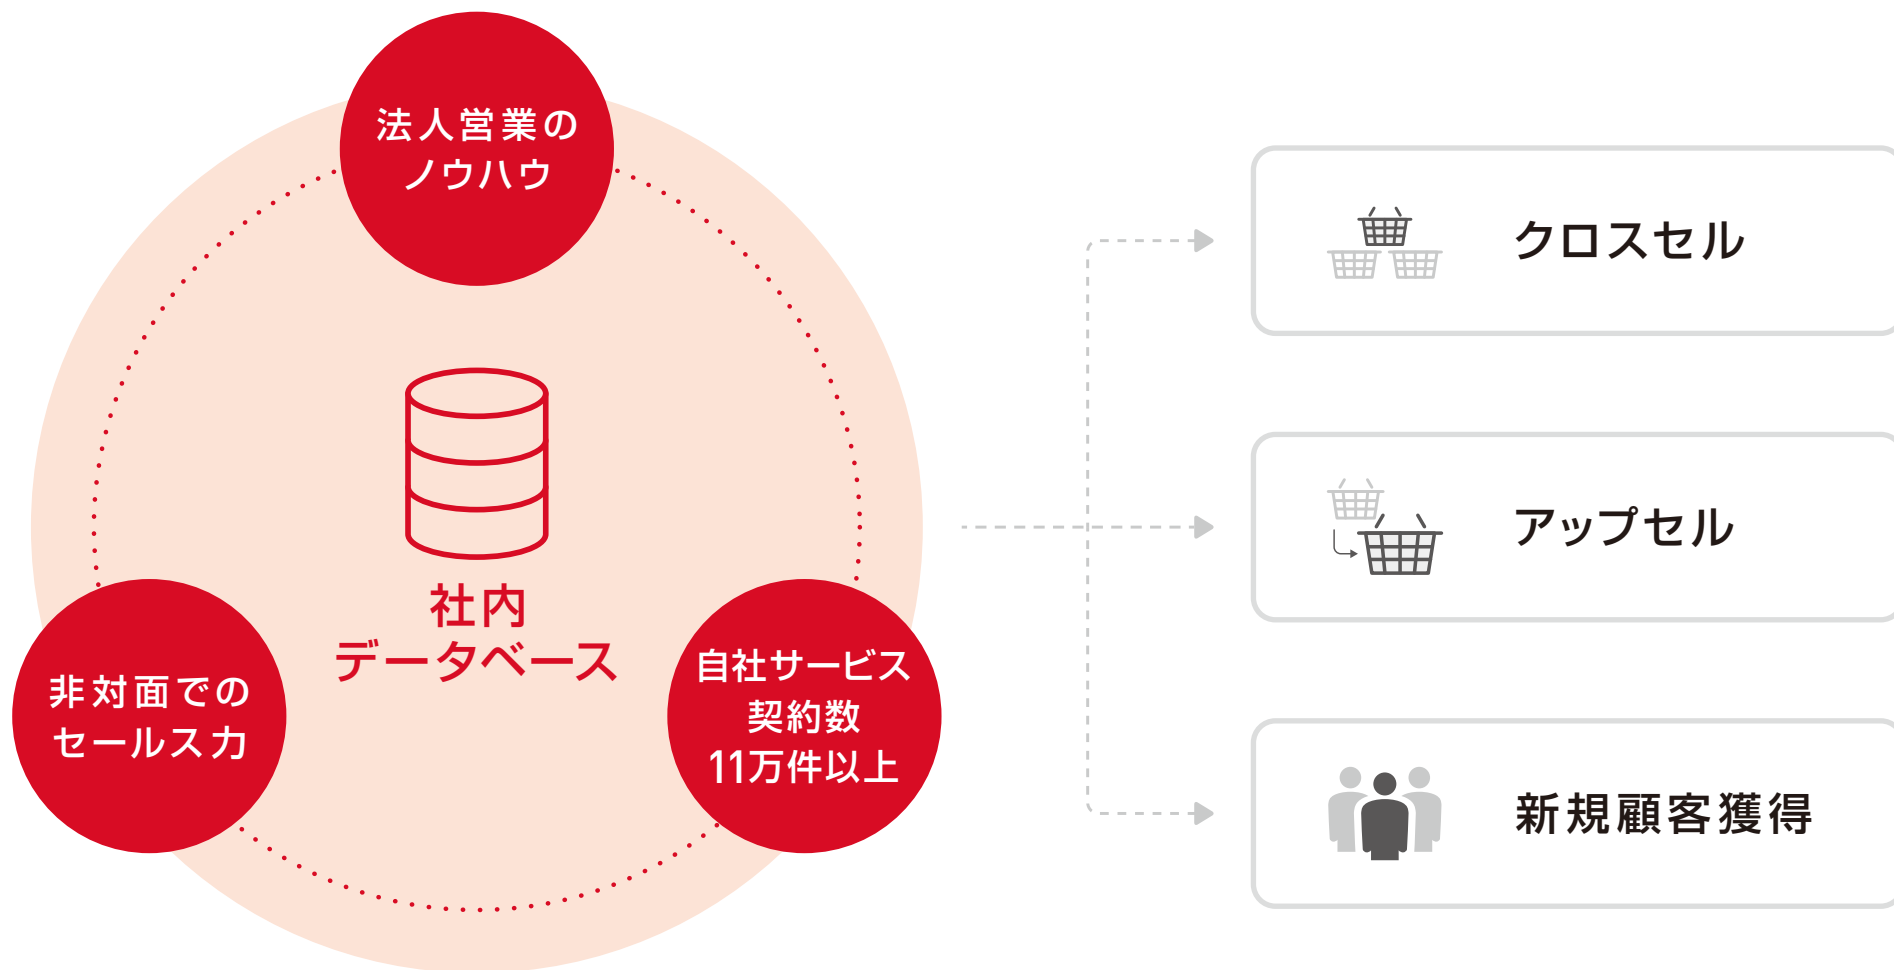 法人営業の
ノウハウ
社内
データベース
非対面での
セールス力
自社サービス
契約数
11万件以上
クロスセル
アップセル
新規顧客獲得